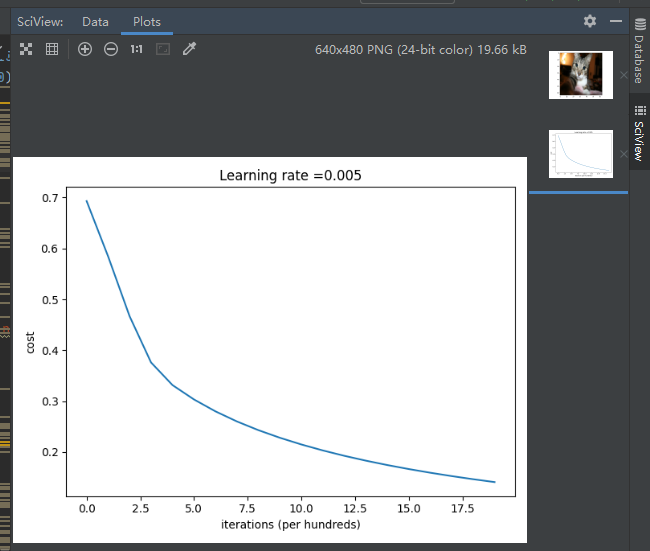 SciView: Data Plots
1:1 640x480 PNG (24-bit color) 19.66 kB
Database
SciView
Learning rate =0.005
0.7
0.6
0.5
0.4
0.3
0.2
cost
0.0 2.5 5.0 7.5 10.0 12.5 15.0 17.5
iterations (per hundreds)